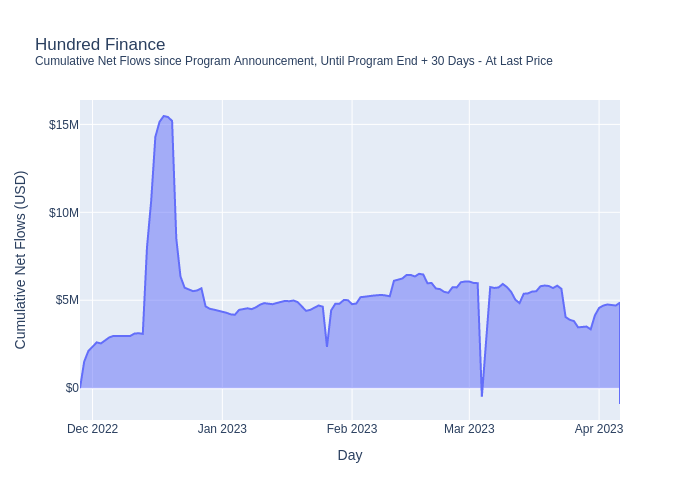 Hundred Finance
Cumulative Net Flows since Program Announcement, Until Program End + 30 Days - At Last Price
Cumulative Net Flows (USD)
$15M
$10M
$5M
$0
Dec 2022 Jan 2023 Feb 2023 Mar 2023 Apr 2023
Day